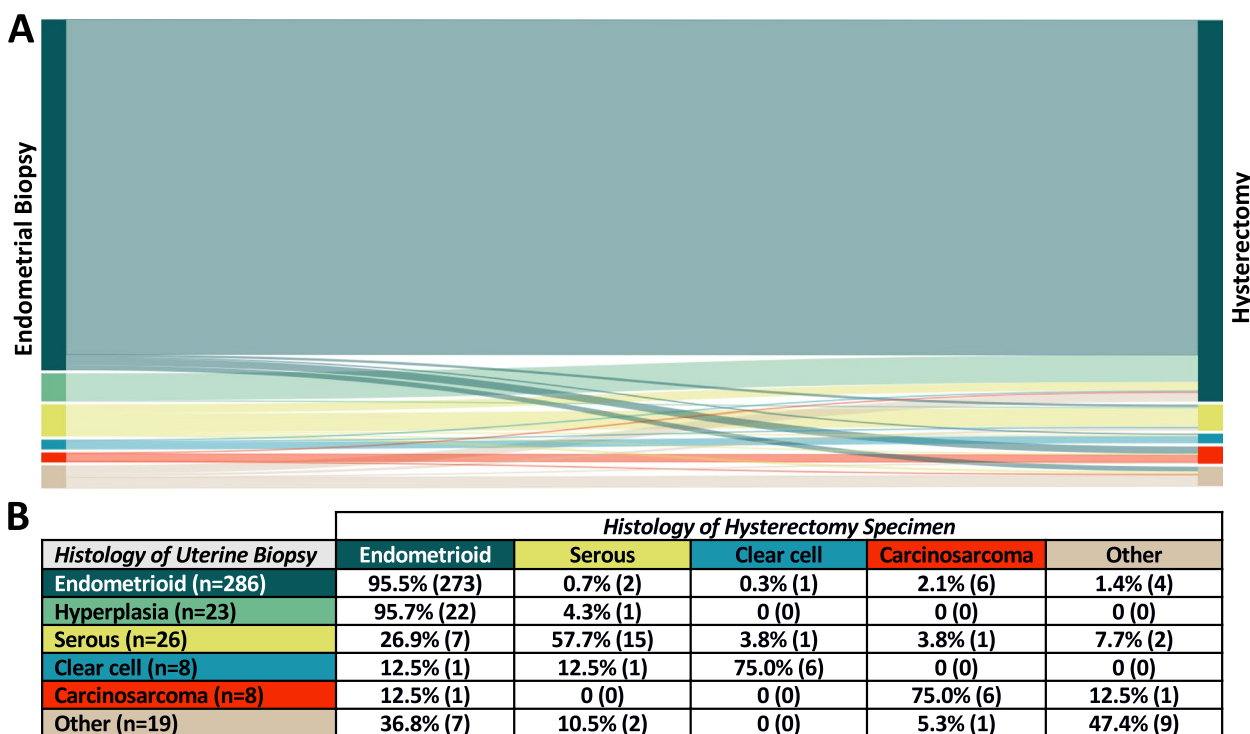 A
Endometrial Biopsy
Hysterectomy
B
Histology of Hysterectomy Specimen
Histology of Uterine Biopsy Endometrioid Serous Clear cell Carcinosarcoma Other
Endometrioid (n=286) 95.5% (273) 0.7% (2) 0.3% (1) 2.1% (6) 1.4% (4)
Hyperplasia (n=23) 95.7% (22) 4.3% (1) 0 (0) 0 (0) 0 (0)
Serous (n=26) 26.9% (7) 57.7% (15) 3.8% (1) 3.8% (1) 7.7% (2)
Clear cell (n=8) 12.5% (1) 12.5% (1) 75.0% (6) 0 (0) 0 (0)
Carcinosarcoma (n=8) 12.5% (1) 0 (0) 0 (0) 75.0% (6) 12.5% (1)
Other (n=19) 36.8% (7) 10.5% (2) 0 (0) 5.3% (1) 47.4% (9)